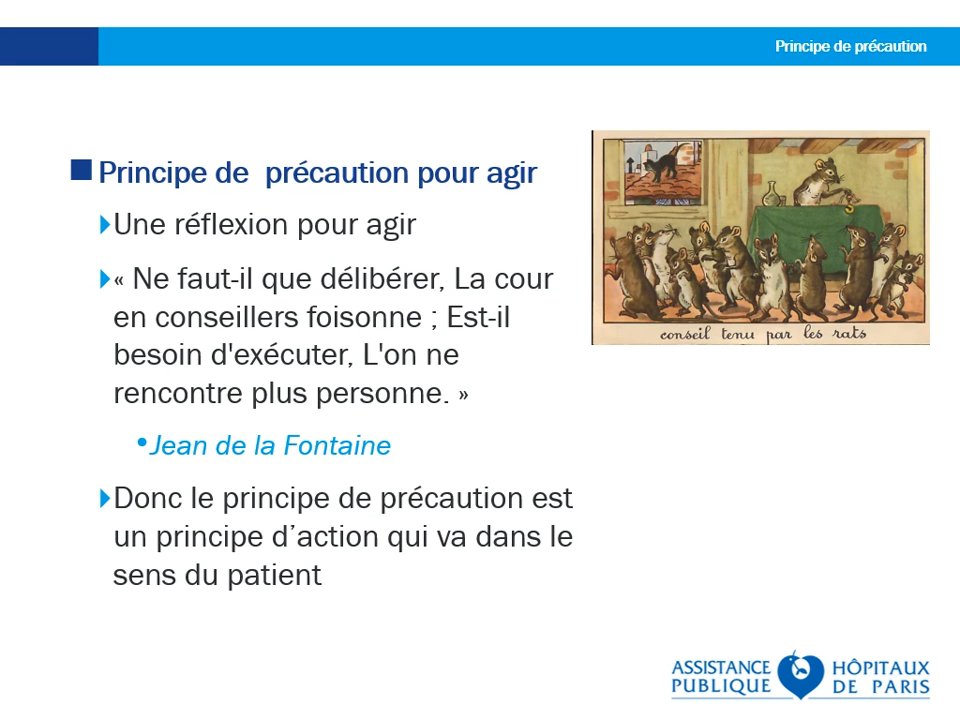 Principe de précaution
Principe de  précaution pour agir
Une réflexion pour agir
« Ne faut-il que délibérer, La cour
en conseillers foisonne ; Est-il
besoin d'exécuter, L'on ne
rencontre plus personne. »
Jean de la Fontaine
Donc le principe de précaution est
un principe d’action qui va dans le
sens du patient
conseil tenu par les rats
ASSISTANCE PUBLIQUE
HÔPITAUX DE PARIS